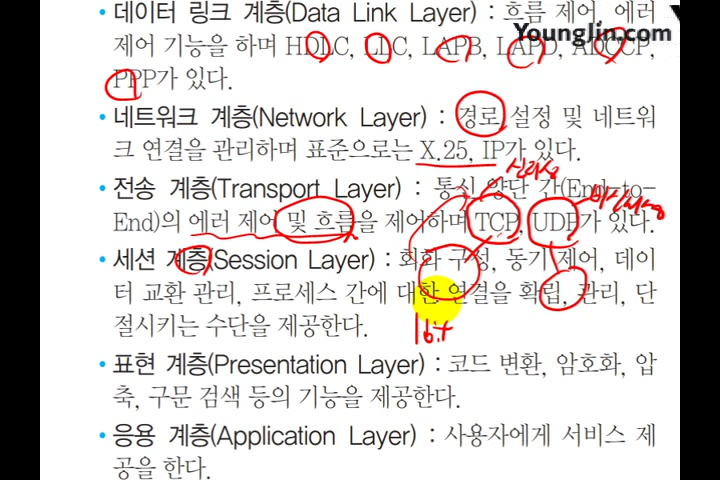 • 데이터 링크 계층(Data Link Layer) : 흐름 제어, 에러
Younglin.com
제어 기능을 하며 HDLC, LLC, LAPB, LAPD, ADCCP,
PPP가 있다.
• 네트워크 계층(Network Layer) : 경로 설정 및 네트워
크 연결을 관리하며 표준으로는 X.25, IP가 있다.
• 전송 계층(Transport Layer) : 통신 양단 간(End-to-
End)의 에러 제어 및 흐름을 제어하며 TCP, UDP가 있다.
• 세션 계층(Session Layer) : 회화 구성, 동기 제어, 데이
터 교환 관리, 프로세스 간에 대한 연결을 확립, 관리, 단
절시키는 수단을 제공한다.
• 표현 계층(Presentation Layer) : 코드 변환, 암호화, 압
축, 구문 검색 등의 기능을 제공한다.
• 응용 계층(Application Layer) : 사용자에게 서비스 제
공을 한다.